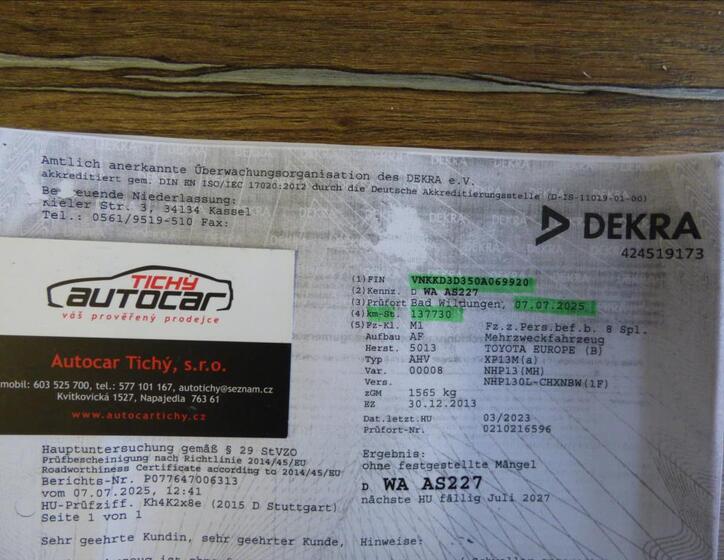 Amtlich anerkannte Überwachungsorganisation des DEKRA e.V.
akkreditiert gem. DIN EN ISO/IEC 17020:2012 durch die Deutsche Akkreditierungsstelle (D-IS-11019-01-00)
Be euende Niederlassung:
Kieler Str. 3, 34134 Kassel
Tel.: 0561/9519-510 Fax:
DEKRA
424519173
TICHÝ
autocar
váš prověřený prodejce
Autocar Tichý, s.r.o.
mobil: 603 525 700, tel.: 577 101 167, autotichy@seznam.cz
Kvítkovická 1527, Napajedla 763 61
www.autocartichy.cz
(1) FIN VNKKD3D350A069920
(2) Kennz. D WA AS227
(3) Prüfort Bad Wildungen, 07.07.2025
(4) km-St. 137730
(5) Fz-Kl. M1 Fz.z.Pers.bef.b. 8 Spl.
Aufbau AF Mehrzweckfahrzeug
Herst. 5013 TOYOTA EUROPE (B)
Typ AHV XP13M(a)
Var. 00008 NHP13(MH)
Vers. NHP130L-CHXNBW(1F)
zGM 1565 kg
EZ 30.12.2013
Dat.letzt.HU 03/2023
Prüfort-Nr. 0210216596
Hauptuntersuchung gemäß § 29 StVZO
Prüfbescheinigung nach Richtlinie 2014/45/EU
Roadworthiness Certificate according to 2014/45/EU
Berichts-Nr. P077647006313
vom 07.07.2025, 12:41
HU-Prüfziff. Kh4K2x8e (2015 D Stuttgart)
Seite 1 von 1
Ergebnis:
ohne festgestellte Mängel
D WA AS227
nächste HU fällig Juli 2027
Sehr geehrte Kundin, sehr geehrter Kunde,
Hinweise: